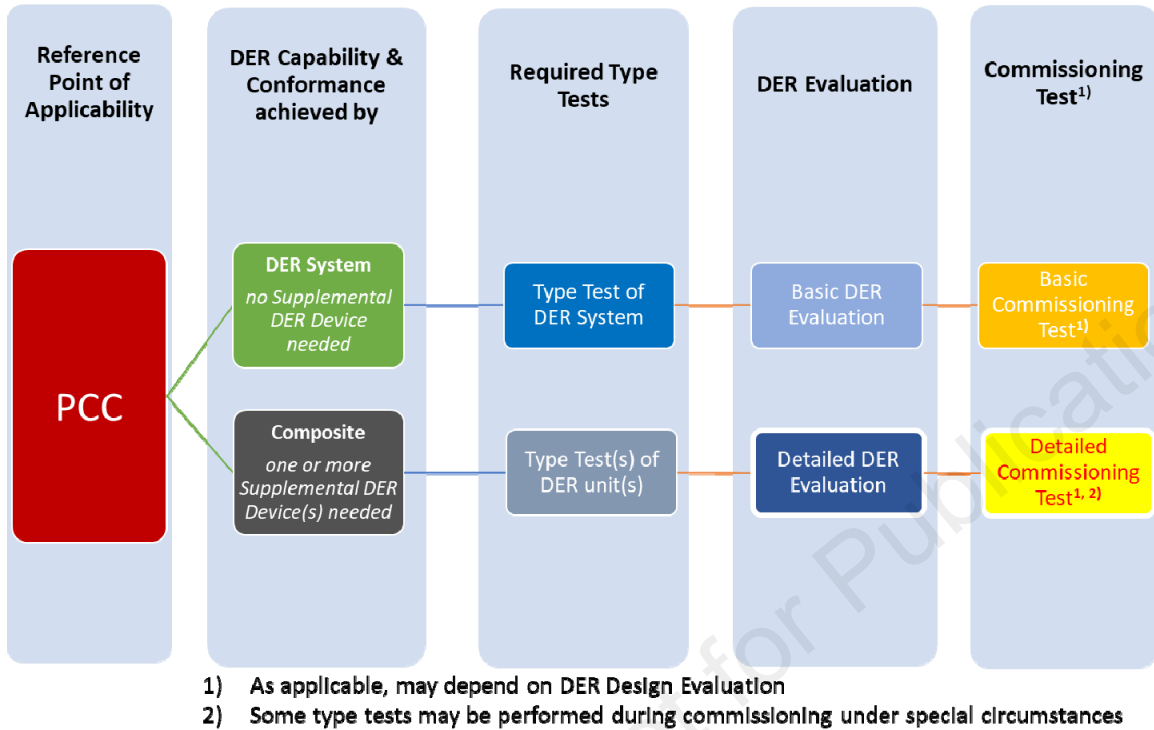 Reference
Point of
Applicability
DER Capability &
Conformance
achieved by
Required Type
Tests
DER Evaluation
Commissioning
Test1)
PCC
DER System
no Supplemental
DER Device
needed
Type Test of
DER System
Basic DER
Evaluation
Basic
Commissioning
Test1)
Composite
one or more
Supplemental DER
Device(s) needed
Type Test(s) of
DER unit(s)
Detailed DER
Evaluation
Detailed
Commissioning
Test1, 2)
for Publication
1) As applicable, may depend on DER Design Evaluation
2) Some type tests may be performed during commissioning under special circumstances